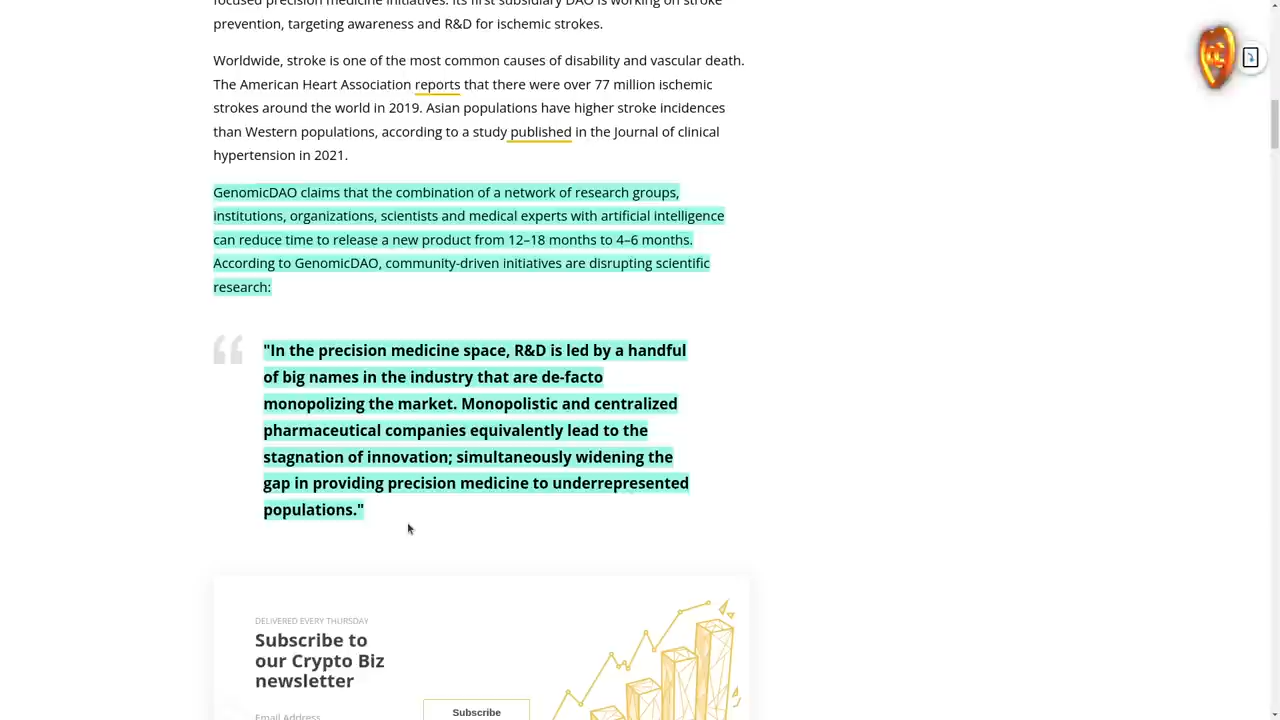 focused precision medicine initiatives. Its first subsidiary DAO is working on stroke
prevention, targeting awareness and R&D for ischemic strokes.
Worldwide, stroke is one of the most common causes of disability and vascular death.
The American Heart Association reports that there were over 77 million ischemic
strokes around the world in 2019. Asian populations have higher stroke incidences
than Western populations, according to a study published in the Journal of clinical
hypertension in 2021.
GenomicDAO claims that the combination of a network of research groups,
institutions, organizations, scientists and medical experts with artificial intelligence
can reduce time to release a new product from 12–18 months to 4–6 months.
According to GenomicDAO, community-driven initiatives are disrupting scientific
research:
"In the precision medicine space, R&D is led by a handful
of big names in the industry that are de-facto
monopolizing the market. Monopolistic and centralized
pharmaceutical companies equivalently lead to the
stagnation of innovation; simultaneously widening the
gap in providing precision medicine to underrepresented
populations."
DELIVERED EVERY THURSDAY
Subscribe to
our Crypto Biz
newsletter
Email Address
Subscribe